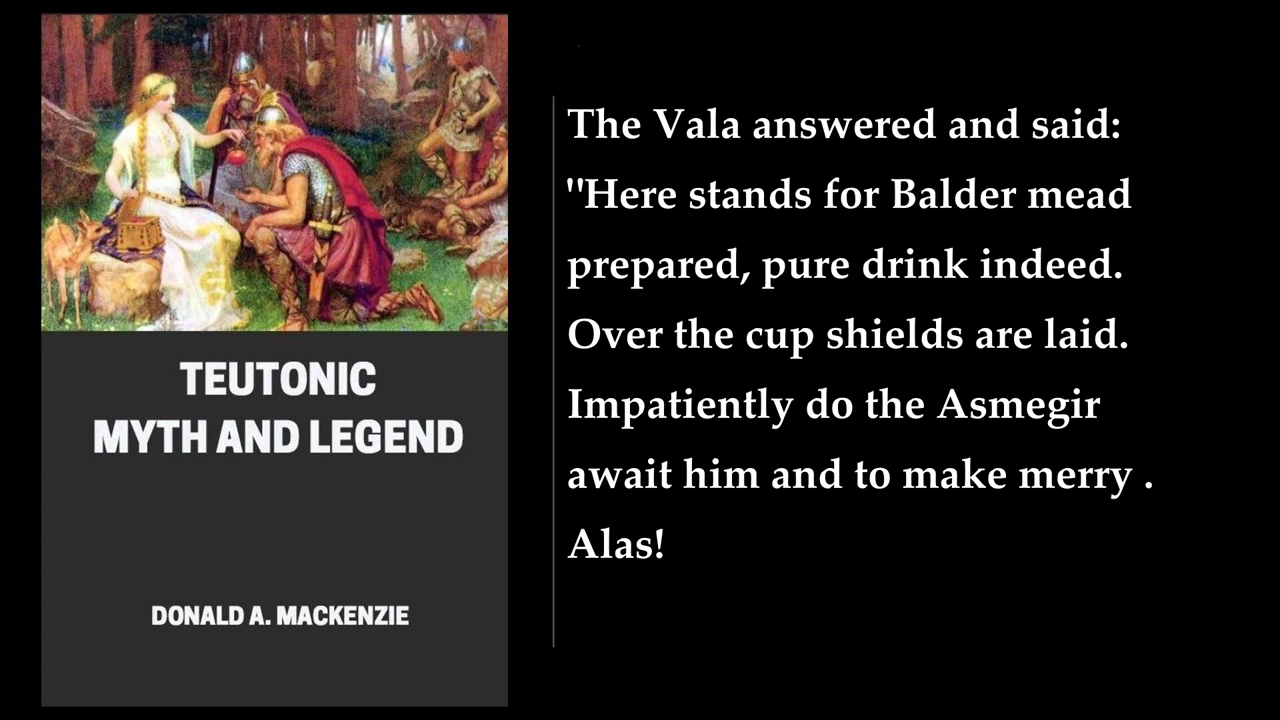 TEUTONIC
MYTH AND LEGEND
DONALD A. MACKENZIE
The Vala answered and said:
"Here stands for Balder mead
prepared, pure drink indeed.
Over the cup shields are laid.
Impatiently do the Asmegir
await him and to make merry .
Alas!